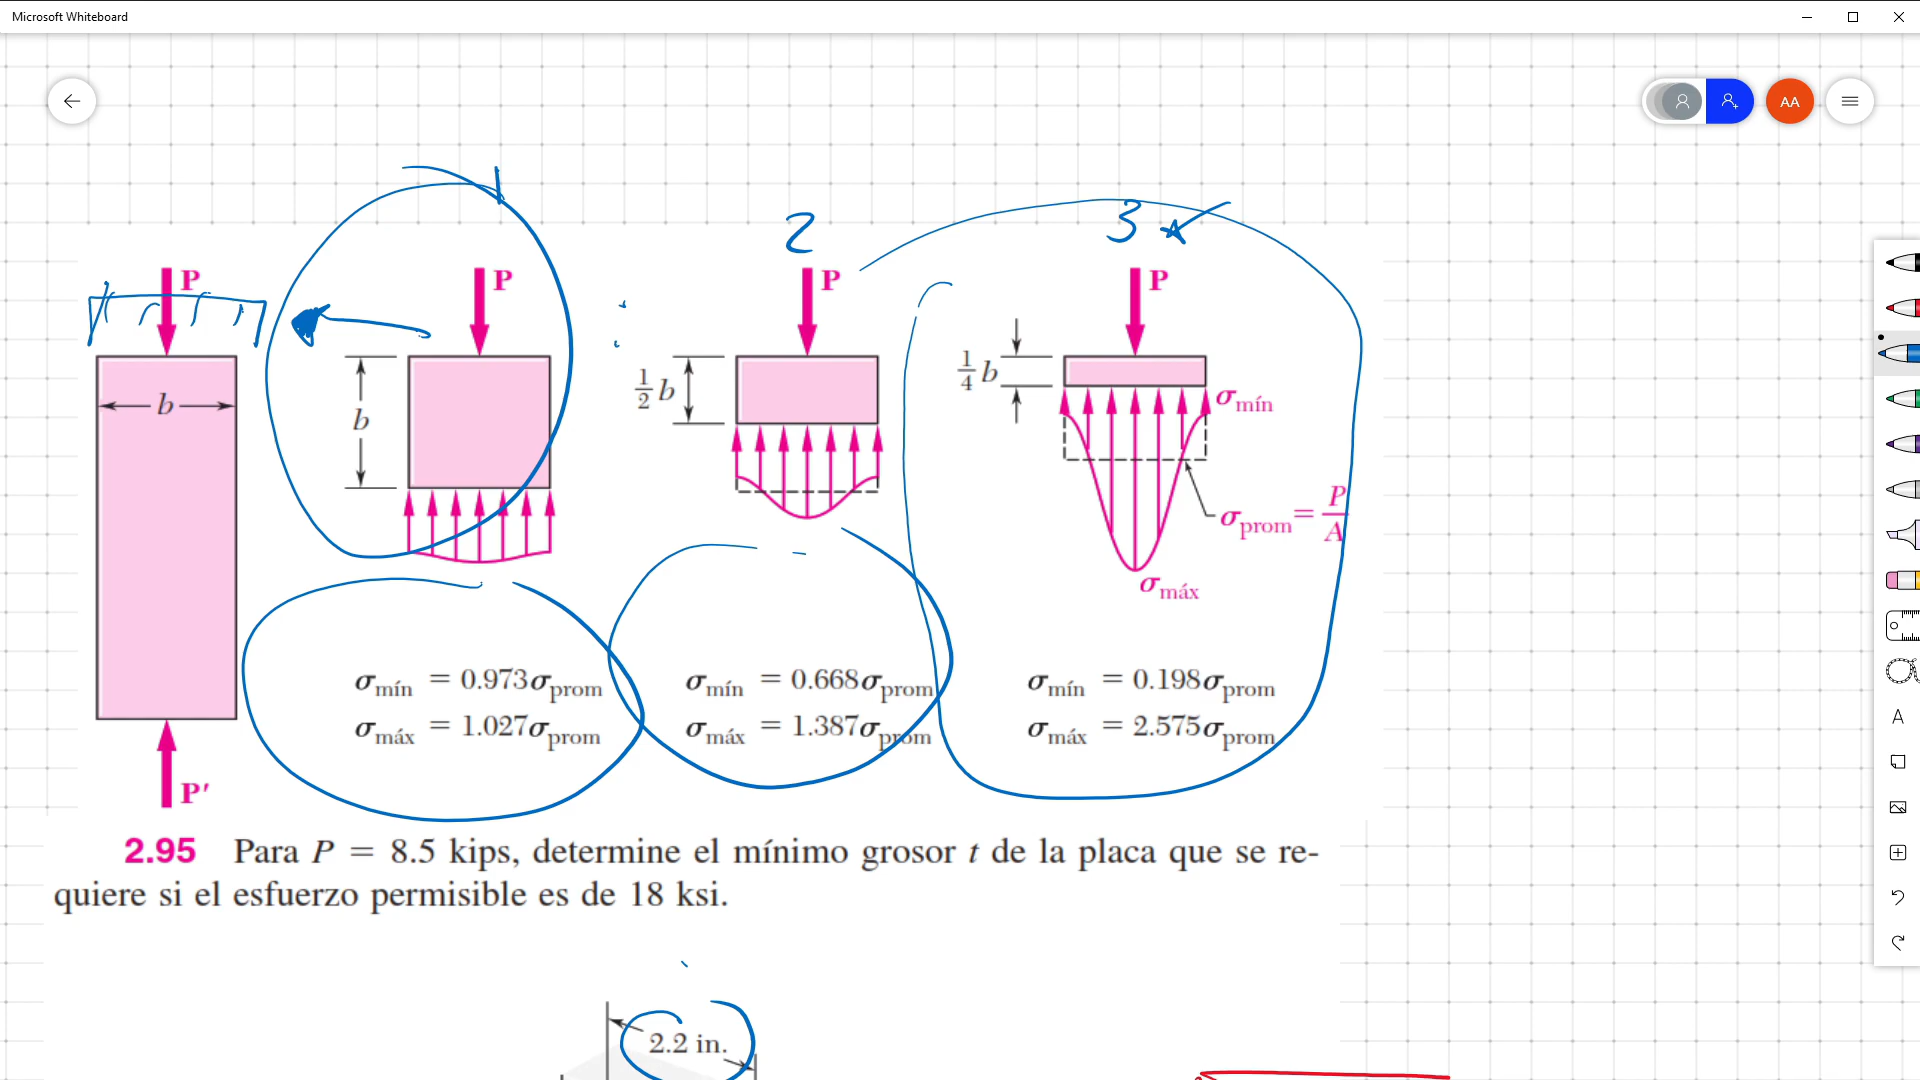 Microsoft Whiteboard
AA
1
2
3
P
P
P
P
b
b
1/2 b
1/4 b
σmín
σprom = P/A
σmáx
P′
σmín = 0.973σprom
σmáx = 1.027σprom
σmín = 0.668σprom
σmáx = 1.387σprom
σmín = 0.198σprom
σmáx = 2.575σprom
2.95 Para P = 8.5 kips, determine el mínimo grosor t de la placa que se re-
quiere si el esfuerzo permisible es de 18 ksi.
2.2 in.
A